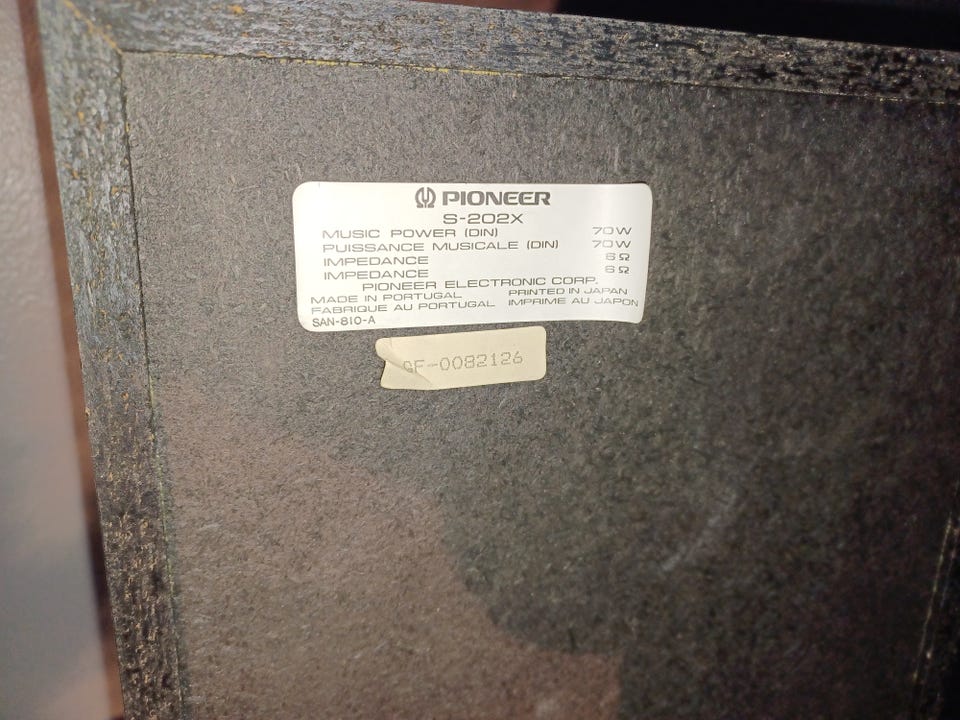 PIONEER
S-202X
MUSIC POWER (DIN) 70W
PUISSANCE MUSICALE (DIN) 70W
IMPEDANCE 6Ω
IMPEDANCE 6Ω
PIONEER ELECTRONIC CORP.
MADE IN PORTUGAL PRINTED IN JAPAN
FABRIQUE AU PORTUGAL IMPRIME AU JAPON
SAN-810-A
-0082126